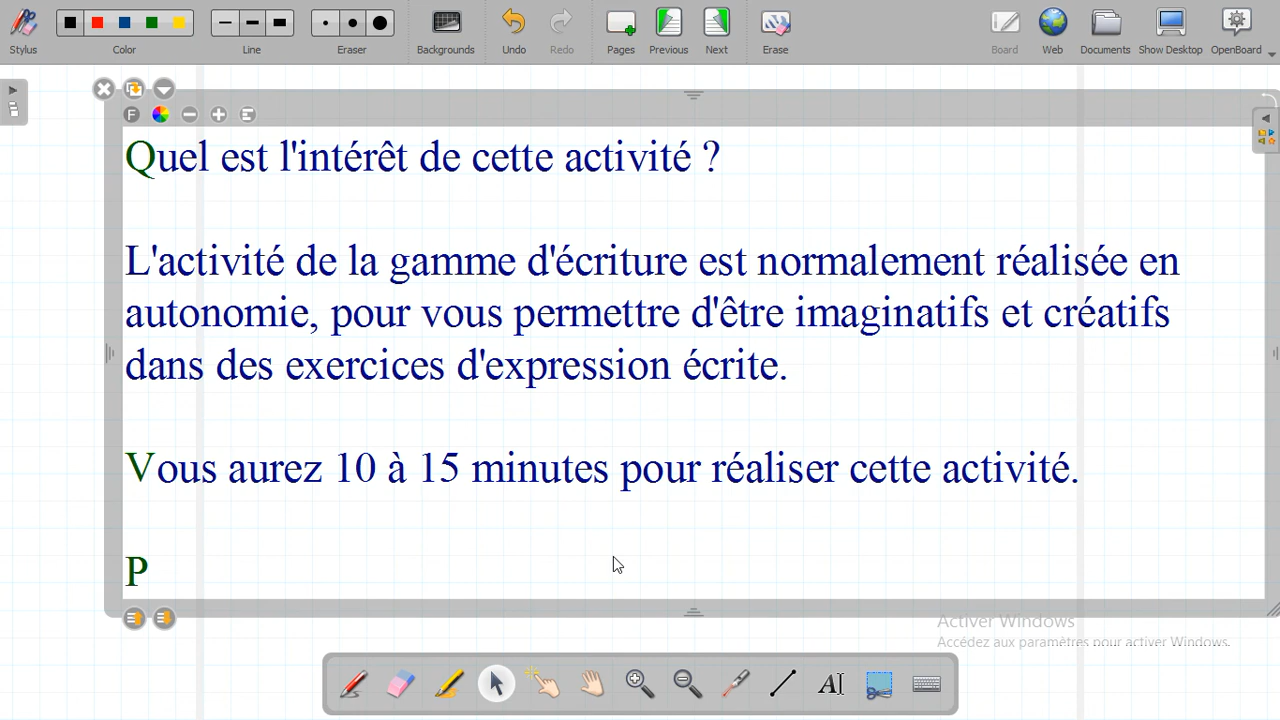 Stylus Color Line Eraser Backgrounds Undo Redo Pages Previous Next Erase Board Web Documents Show Desktop OpenBoard
F
Quel est l'intérêt de cette activité ?
L'activité de la gamme d'écriture est normalement réalisée en
autonomie, pour vous permettre d'être imaginatifs et créatifs
dans des exercices d'expression écrite.
Vous aurez 10 à 15 minutes pour réaliser cette activité.
P
Activer Windows
Accédez aux paramètres pour activer Windows.
AI